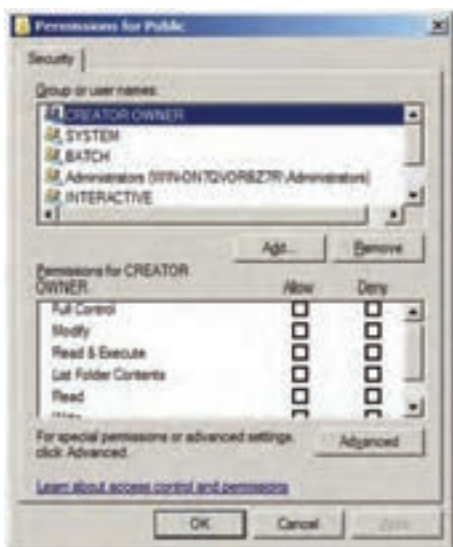 Permissions for Public
Security
Group or user names:
CREATOR OWNER
SYSTEM
BATCH
Administrators (WIN-ON7QVORBZ7R\Administrators)
INTERACTIVE
Add...
Remove
Permissions for CREATOR
OWNER
Allow
Deny
Full Control
Modify
Read & Execute
List Folder Contents
Read
Write
For special permissions or advanced settings,
click Advanced.
Advanced
Learn about access control and permissions
OK
Cancel
Apply